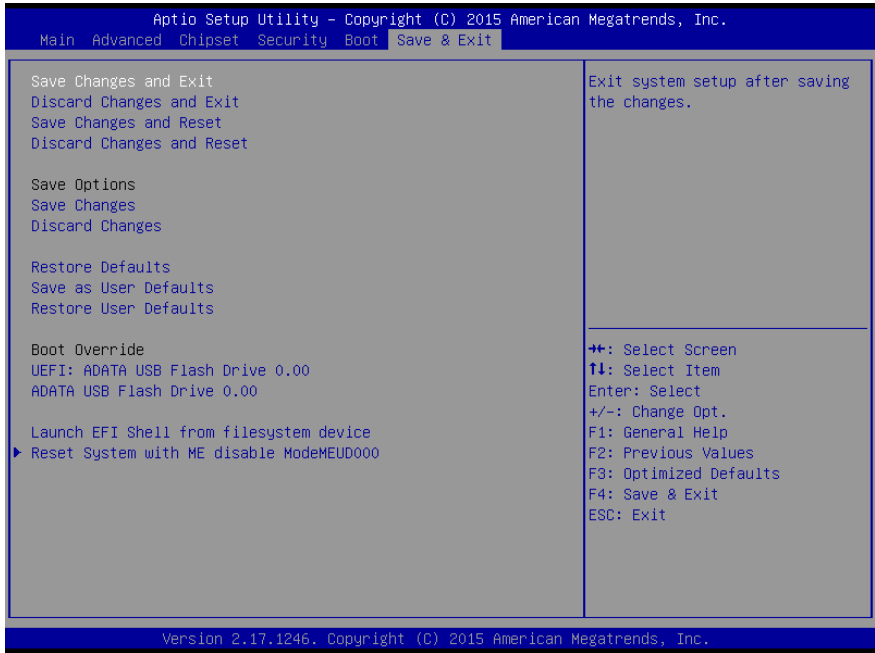 Aptio Setup Utility – Copyright (C) 2015 American Megatrends, Inc.
Main Advanced Chipset Security Boot Save & Exit
Save Changes and Exit
Discard Changes and Exit
Save Changes and Reset
Discard Changes and Reset
Save Options
Save Changes
Discard Changes
Restore Defaults
Save as User Defaults
Restore User Defaults
Boot Override
UEFI: ADATA USB Flash Drive 0.00
ADATA USB Flash Drive 0.00
Launch EFI Shell from filesystem device
Reset System with ME disable ModeMEUD000
Exit system setup after saving
the changes.
→←: Select Screen
↑↓: Select Item
Enter: Select
+/-: Change Opt.
F1: General Help
F2: Previous Values
F3: Optimized Defaults
F4: Save & Exit
ESC: Exit
Version 2.17.1246. Copyright (C) 2015 American Megatrends, Inc.